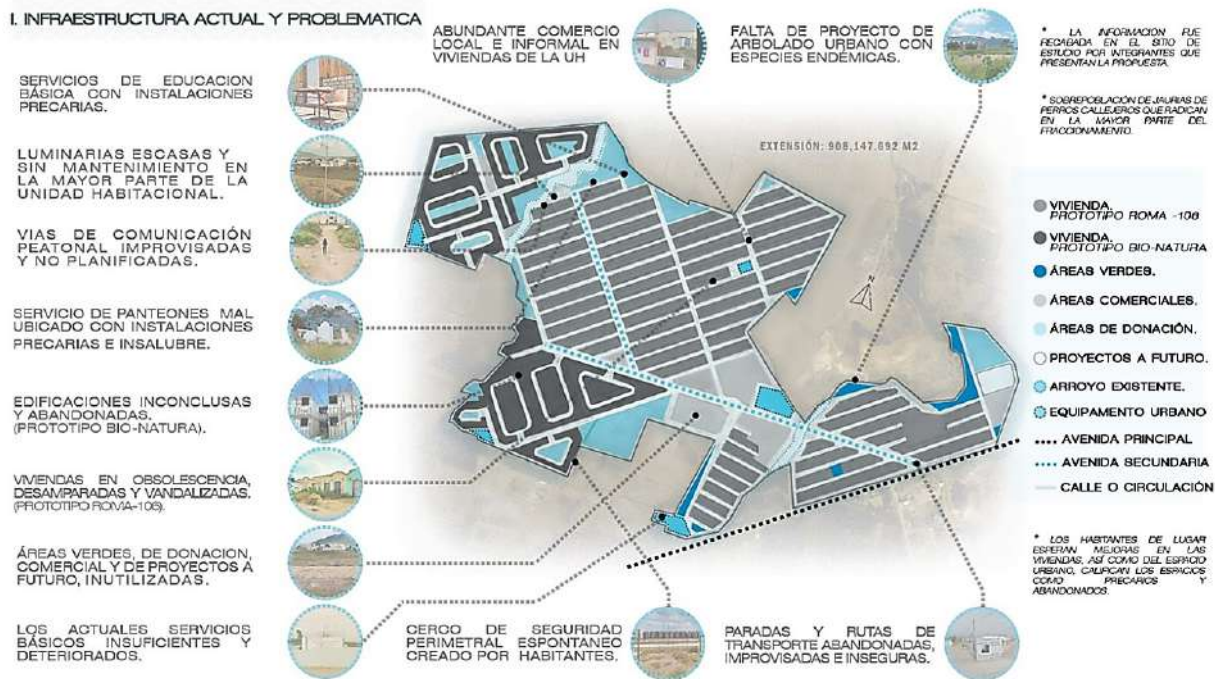 I. INFRAESTRUCTURA ACTUAL Y PROBLEMATICA
SERVICIOS DE EDUCACION
BÁSICA CON INSTALACIONES
PRECARIAS.
LUMINARIAS ESCASAS Y
SIN MANTENIMIENTO EN
LA MAYOR PARTE DE LA
UNIDAD HABITACIONAL.
VIAS DE COMUNICACIÓN
PEATONAL IMPROVISADAS
Y NO PLANIFICADAS.
SERVICIO DE PANTEONES MAL
UBICADO CON INSTALACIONES
PRECARIAS E INSALUBRE.
EDIFICACIONES INCONCLUSAS
Y ABANDONADAS.
(PROTOTIPO BIO-NATURA).
VIVIENDAS EN OBSOLESCENCIA,
DESAMPARADAS Y VANDALIZADAS.
(PROTOTIPO ROMA-106).
ÁREAS VERDES, DE DONACION,
COMERCIAL Y DE PROYECTOS A
FUTURO, INUTILIZADAS.
LOS ACTUALES SERVICIOS
BÁSICOS INSUFICIENTES Y
DETERIORADOS.
ABUNDANTE COMERCIO
LOCAL E INFORMAL EN
VIVIENDAS DE LA UH
FALTA DE PROYECTO DE
ARBOLADO URBANO CON
ESPECIES ENDÉMICAS.
EXTENSIÓN: 908,147.692 M2
N
CERCO DE SEGURIDAD
PERIMETRAL ESPONTANEO
CREADO POR HABITANTES.
PARADAS Y RUTAS DE
TRANSPORTE ABANDONADAS,
IMPROVISADAS E INSEGURAS.
* LA INFORMACIÓN FUE
RECABADA EN EL SITIO DE
ESTUDIO POR INTEGRANTES QUE
PRESENTAN LA PROPUESTA.
* SOBREPOBLACIÓN DE JAURIAS DE
PERROS CALLEJEROS QUE RADICAN
EN LA MAYOR PARTE DEL
FRACCIONAMIENTO.
VIVIENDA.
PROTOTIPO ROMA -106
VIVIENDA.
PROTOTIPO BIO-NATURA
ÁREAS VERDES.
ÁREAS COMERCIALES.
ÁREAS DE DONACIÓN.
PROYECTOS A FUTURO.
ARROYO EXISTENTE.
EQUIPAMENTO URBANO
AVENIDA PRINCIPAL
AVENIDA SECUNDARIA
CALLE O CIRCULACIÓN
* LOS HABITANTES DE LUGAR
ESPERAN MEJORAS EN LAS
VIVIENDAS, ASÍ COMO DEL ESPACIO
URBANO, CALIFICAN LOS ESPACIOS
COMO PRECARIOS Y
ABANDONADOS.